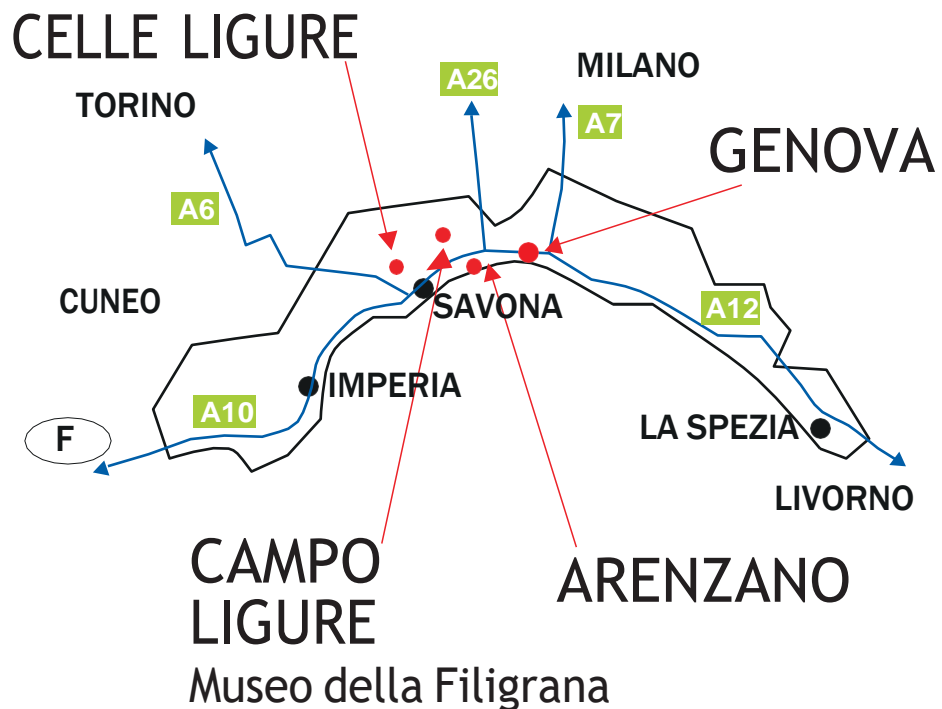 CELLE LIGURE
MILANO
A26
TORINO
A7
GENOVA
A6
CUNEO
SAVONA
A12
IMPERIA
A10
F
LA SPEZIA
LIVORNO
CAMPO
LIGURE
ARENZANO
Museo della Filigrana